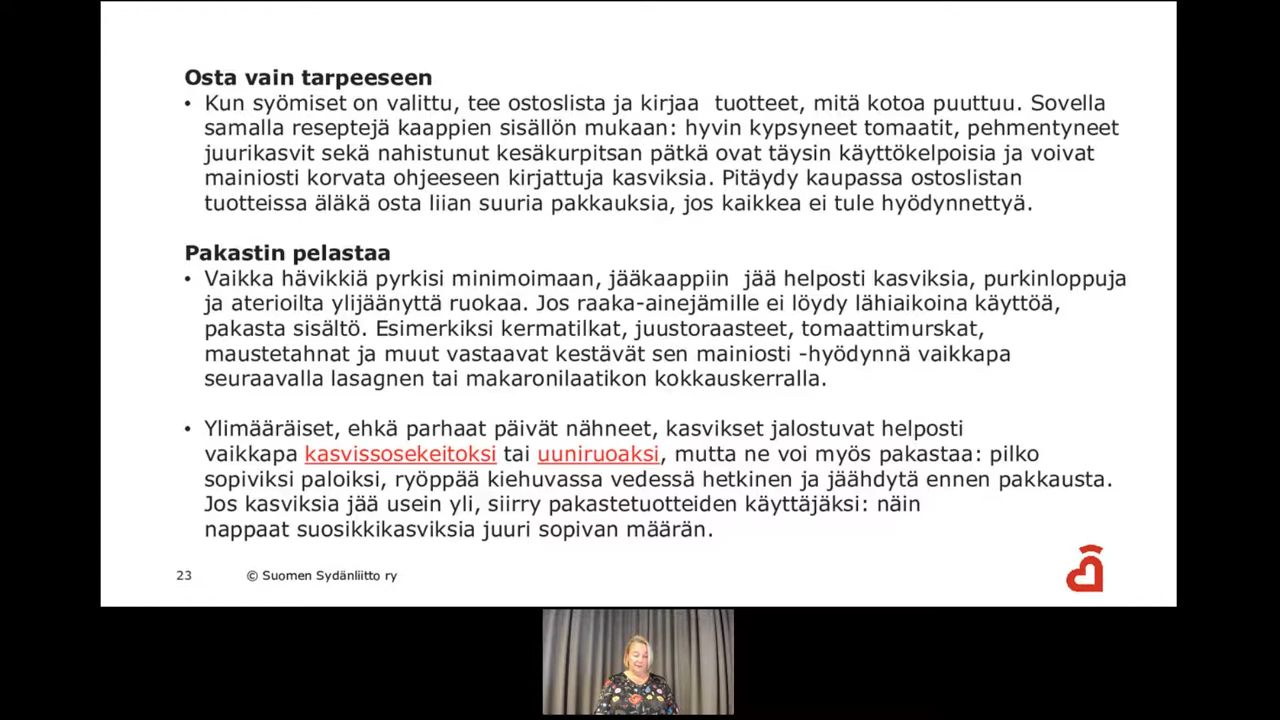 Osta vain tarpeeseen
• Kun syömiset on valittu, tee ostoslista ja kirjaa  tuotteet, mitä kotoa puuttuu. Sovella
samalla reseptejä kaappien sisällön mukaan: hyvin kypsyneet tomaatit, pehmentyneet
juurikasvit sekä nahistunut kesäkurpitsan pätkä ovat täysin käyttökelpoisia ja voivat
mainiosti korvata ohjeeseen kirjattuja kasviksia. Pitäydy kaupassa ostoslistan
tuotteissa äläkä osta liian suuria pakkauksia, jos kaikkea ei tule hyödynnettyä.
Pakastin pelastaa
• Vaikka hävikkiä pyrkisi minimoimaan, jääkaappiin  jää helposti kasviksia, purkinloppuja
ja aterioilta ylijäänyttä ruokaa. Jos raaka-ainejämille ei löydy lähiaikoina käyttöä,
pakasta sisältö. Esimerkiksi kermatilkat, juustoraasteet, tomaattimurskat,
maustetahnat ja muut vastaavat kestävät sen mainiosti -hyödynnä vaikkapa
seuraavalla lasagnen tai makaronilaatikon kokkauskerralla.
• Ylimääräiset, ehkä parhaat päivät nähneet, kasvikset jalostuvat helposti
vaikkapa kasvissosekeitoksi tai uuniruoaksi, mutta ne voi myös pakastaa: pilko
sopiviksi paloiksi, ryöppää kiehuvassa vedessä hetkinen ja jäähdytä ennen pakkausta.
Jos kasviksia jää usein yli, siirry pakastetuotteiden käyttäjäksi: näin
nappaat suosikkikasviksia juuri sopivan määrän.
23 © Suomen Sydänliitto ry